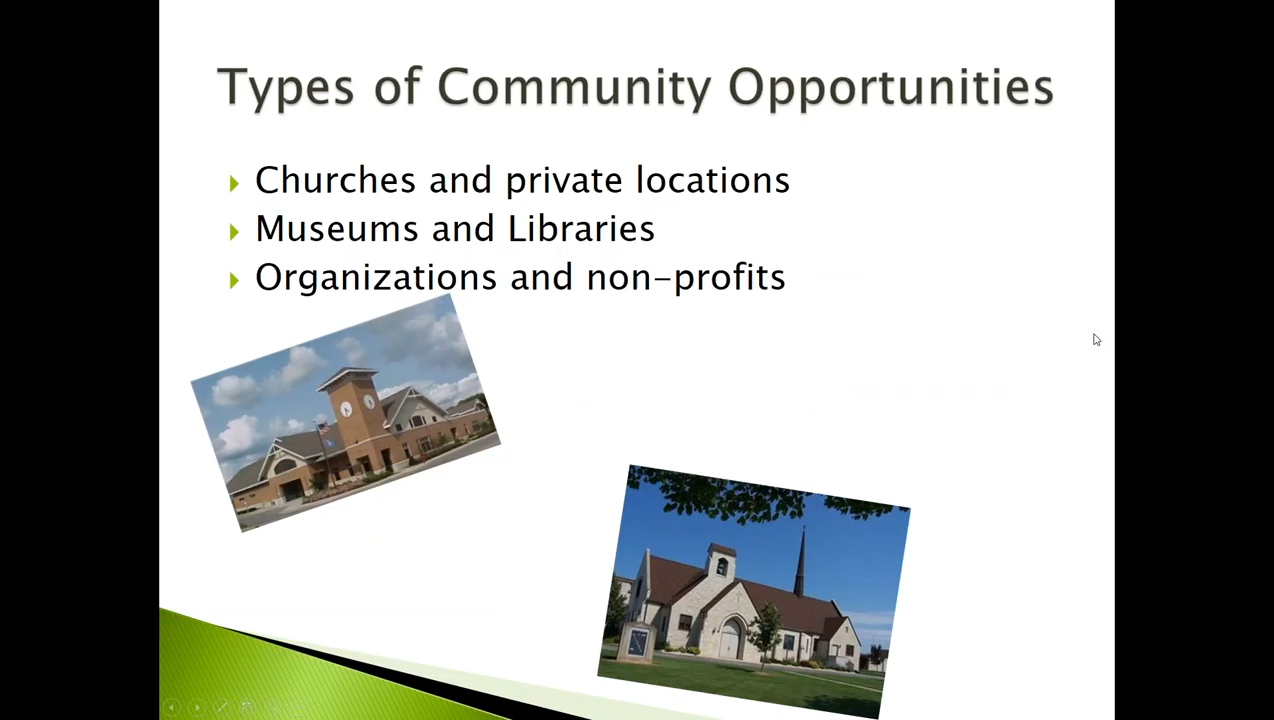 Types of Community Opportunities
Churches and private locations
Museums and Libraries
Organizations and non-profits